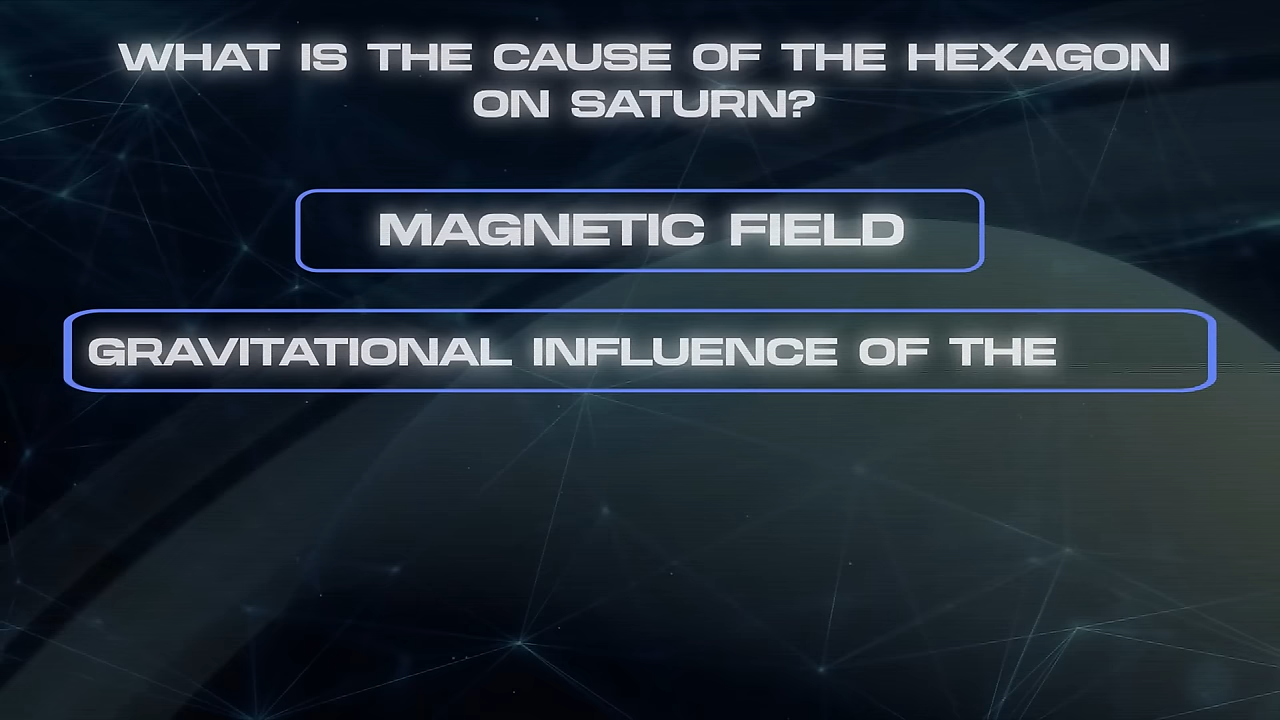 WHAT IS THE CAUSE OF THE HEXAGON
ON SATURN?
MAGNETIC FIELD
GRAVITATIONAL INFLUENCE OF THE